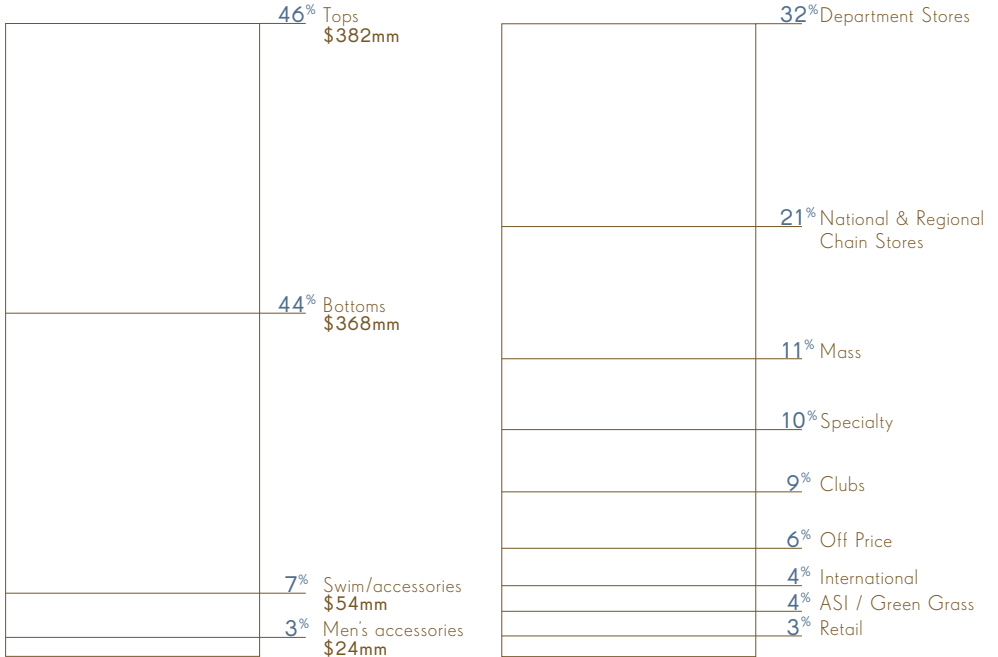 46% Tops
$382mm
44% Bottoms
$368mm
7% Swim/accessories
$54mm
3% Men's accessories
$24mm
32% Department Stores
21% National & Regional
Chain Stores
11% Mass
10% Specialty
9% Clubs
6% Off Price
4% International
4% ASI / Green Grass
3% Retail